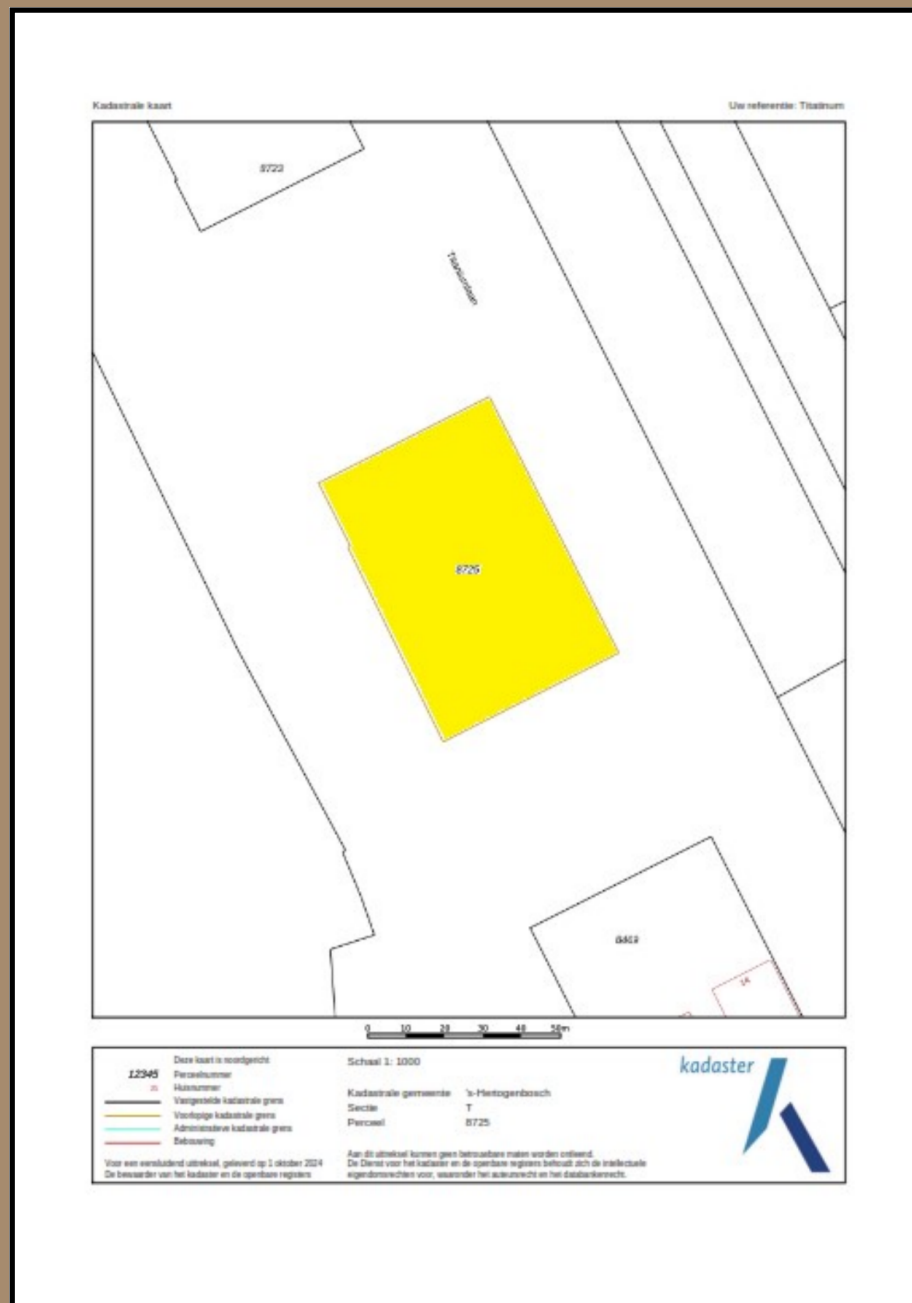 Kadastrale kaart
Uw referentie: Titatinum
8723
Titaniumlaan
8725
8463
14
0 10 20 30 40 50m
Deze kaart is noordgericht
12345 Perceelnummer
25 Huisnummer
Vastgestelde kadastrale grens
Voorlopige kadastrale grens
Administratieve kadastrale grens
Bebouwing
Voor een eensluidend uittreksel, geleverd op 1 oktober 2024
De bewaarder van het kadaster en de openbare registers
Schaal 1: 1000
Kadastrale gemeente 's-Hertogenbosch
Sectie T
Perceel 8725
Aan dit uittreksel kunnen geen betrouwbare maten worden ontleend.
De Dienst voor het kadaster en de openbare registers behoudt zich de intellectuele
eigendomsrechten voor, waaronder het auteursrecht en het databankenrecht.
kadaster